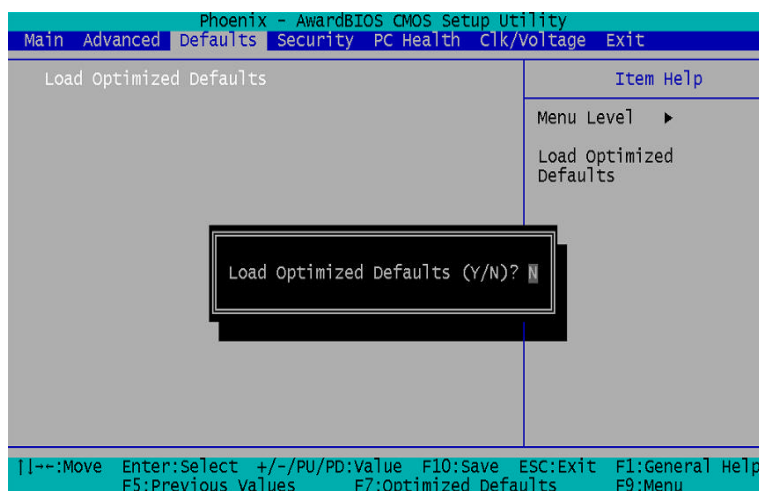 Phoenix - AwardBIOS CMOS Setup Utility
Main Advanced Defaults Security PC Health Clk/Voltage Exit
Load Optimized Defaults
Item Help
Menu Level ▶
Load Optimized
Defaults
Load Optimized Defaults (Y/N)? N
↑↓→←:Move Enter:Select +/-/PU/PD:Value F10:Save ESC:Exit F1:General Help
F5:Previous Values F7:Optimized Defaults F9:Menu